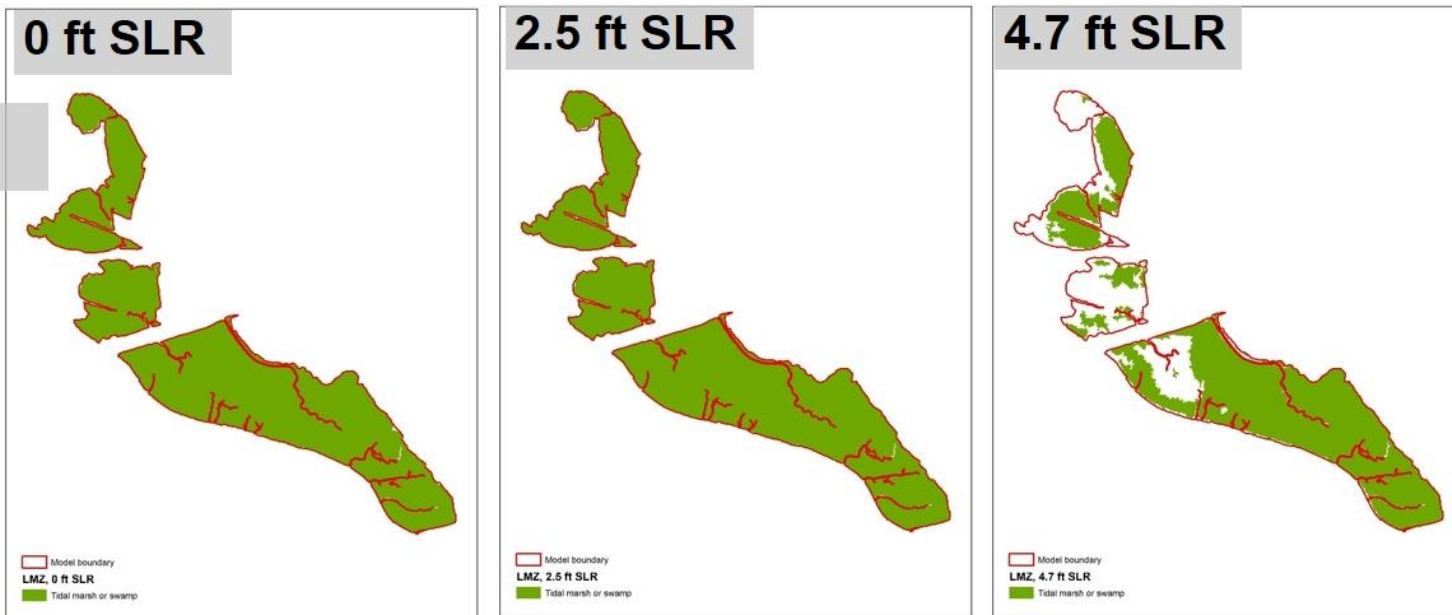 0 ft SLR
2.5 ft SLR
4.7 ft SLR
Model boundary
LMZ, 0 ft SLR
Tidal marsh or swamp
Model boundary
LMZ, 2.5 ft SLR
Tidal marsh or swamp
Model boundary
LMZ, 4.7 ft SLR
Tidal marsh or swamp